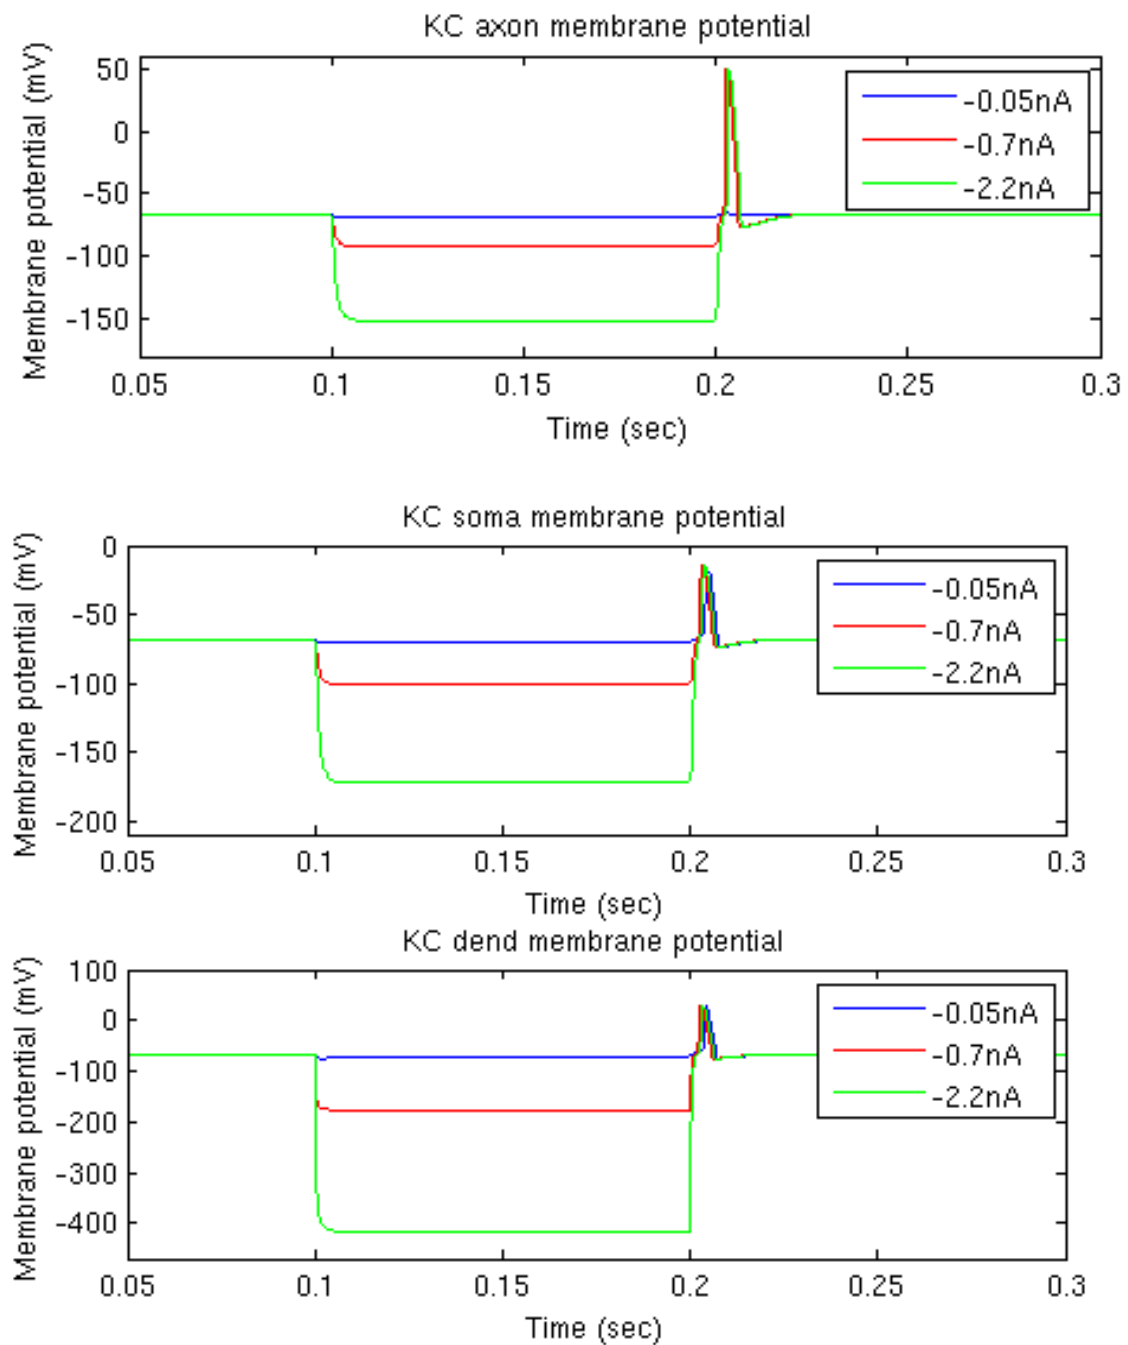 KC axon membrane potential
Membrane potential (mV)
50
0
-50
-100
-150
0.05 0.1 0.15 0.2 0.25 0.3
Time (sec)
-0.05nA
-0.7nA
-2.2nA
KC soma membrane potential
Membrane potential (mV)
0
-50
-100
-150
-200
0.05 0.1 0.15 0.2 0.25 0.3
Time (sec)
-0.05nA
-0.7nA
-2.2nA
KC dend membrane potential
Membrane potential (mV)
100
0
-100
-200
-300
-400
0.05 0.1 0.15 0.2 0.25 0.3
Time (sec)
-0.05nA
-0.7nA
-2.2nA